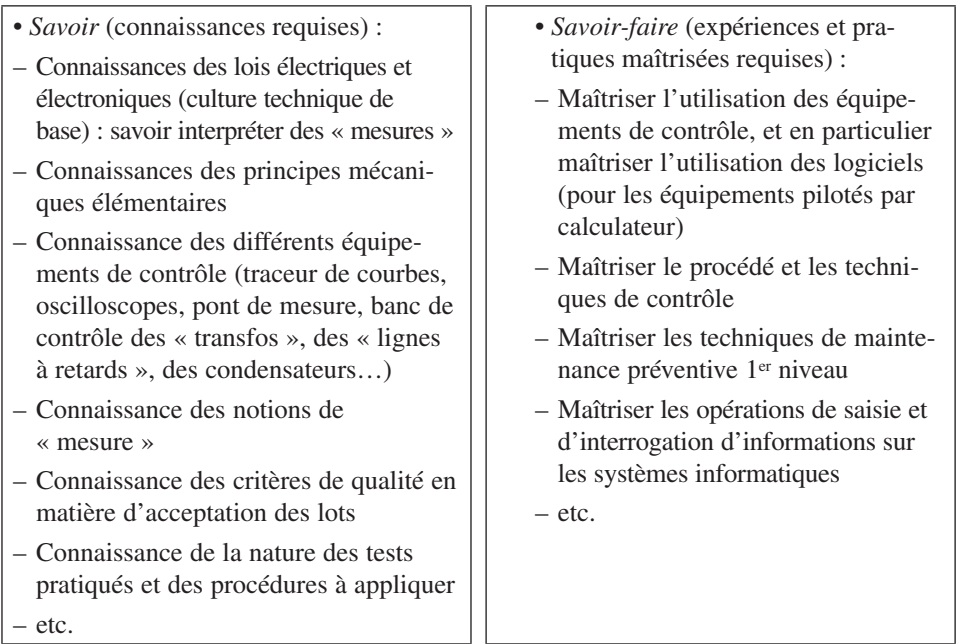 • Savoir (connaissances requises) :
– Connaissances des lois électriques et
électroniques (culture technique de
base) : savoir interpréter des « mesures »
– Connaissances des principes mécani-
ques élémentaires
– Connaissance des différents équipe-
ments de contrôle (traceur de courbes,
oscilloscopes, pont de mesure, banc de
contrôle des « transfos », des « lignes
à retards », des condensateurs…)
– Connaissance des notions de
« mesure »
– Connaissance des critères de qualité en
matière d’acceptation des lots
– Connaissance de la nature des tests
pratiqués et des procédures à appliquer
– etc.
• Savoir-faire (expériences et pra-
tiques maîtrisées requises) :
– Maîtriser l’utilisation des équipe-
ments de contrôle, et en particulier
maîtriser l’utilisation des logiciels
(pour les équipements pilotés par
calculateur)
– Maîtriser le procédé et les techni-
ques de contrôle
– Maîtriser les techniques de mainte-
nance préventive 1er niveau
– Maîtriser les opérations de saisie et
d’interrogation d’informations sur
les systèmes informatiques
– etc.